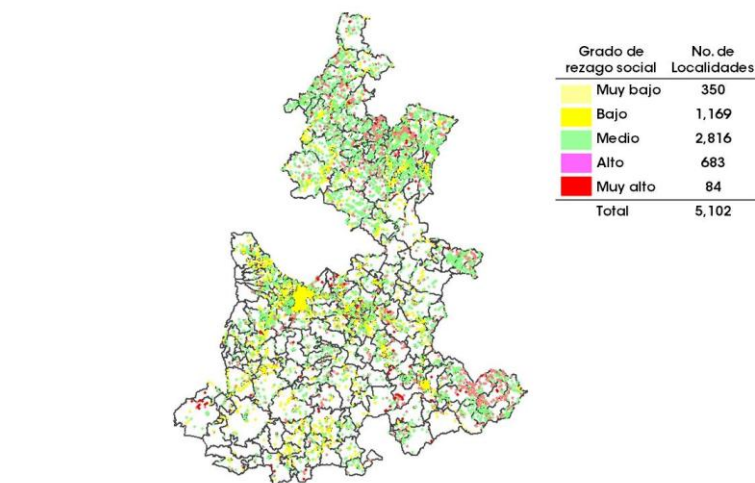 Grado de No. de
rezago social Localidades
Muy bajo 350
Bajo 1,169
Medio 2,816
Alto 683
Muy alto 84
Total 5,102